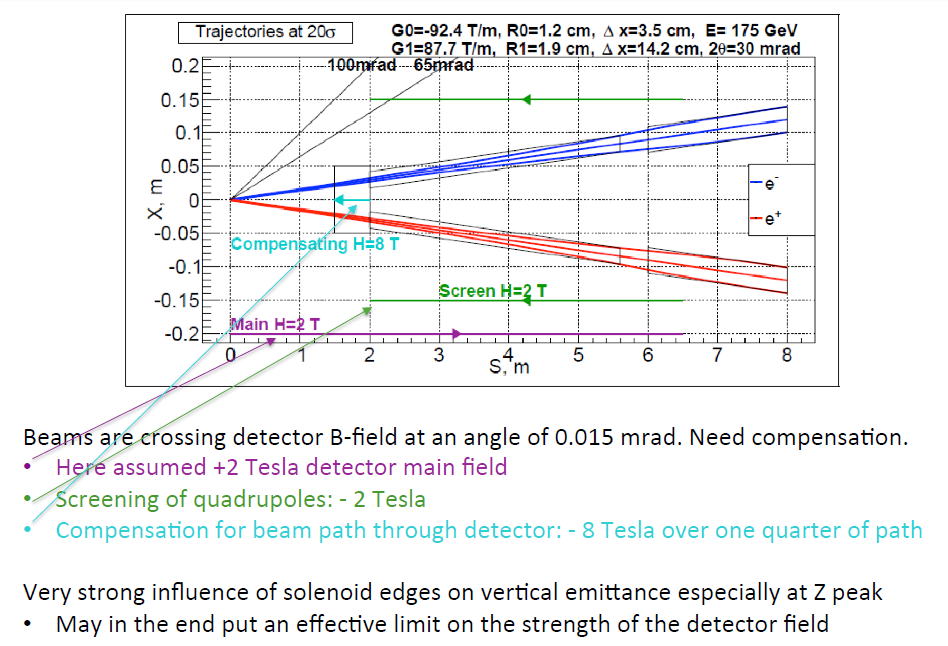 Trajectories at 20σ
G0=-92.4 T/m, R0=1.2 cm, Δ x=3.5 cm, E= 175 GeV
G1=87.7 T/m, R1=1.9 cm, Δ x=14.2 cm, 2θ=30 mrad
100mrad 65mrad
0.2
0.15
0.1
0.05
0
-0.05
-0.1
-0.15
-0.2
X, m
e-
e+
Compensating H=8 T
Screen H=2 T
Main H=2 T
0 1 2 3 4 5 6 7 8
S, m
Beams are crossing detector B-field at an angle of 0.015 mrad. Need compensation.
• Here assumed +2 Tesla detector main field
• Screening of quadrupoles: - 2 Tesla
• Compensation for beam path through detector: - 8 Tesla over one quarter of path
Very strong influence of solenoid edges on vertical emittance especially at Z peak
• May in the end put an effective limit on the strength of the detector field